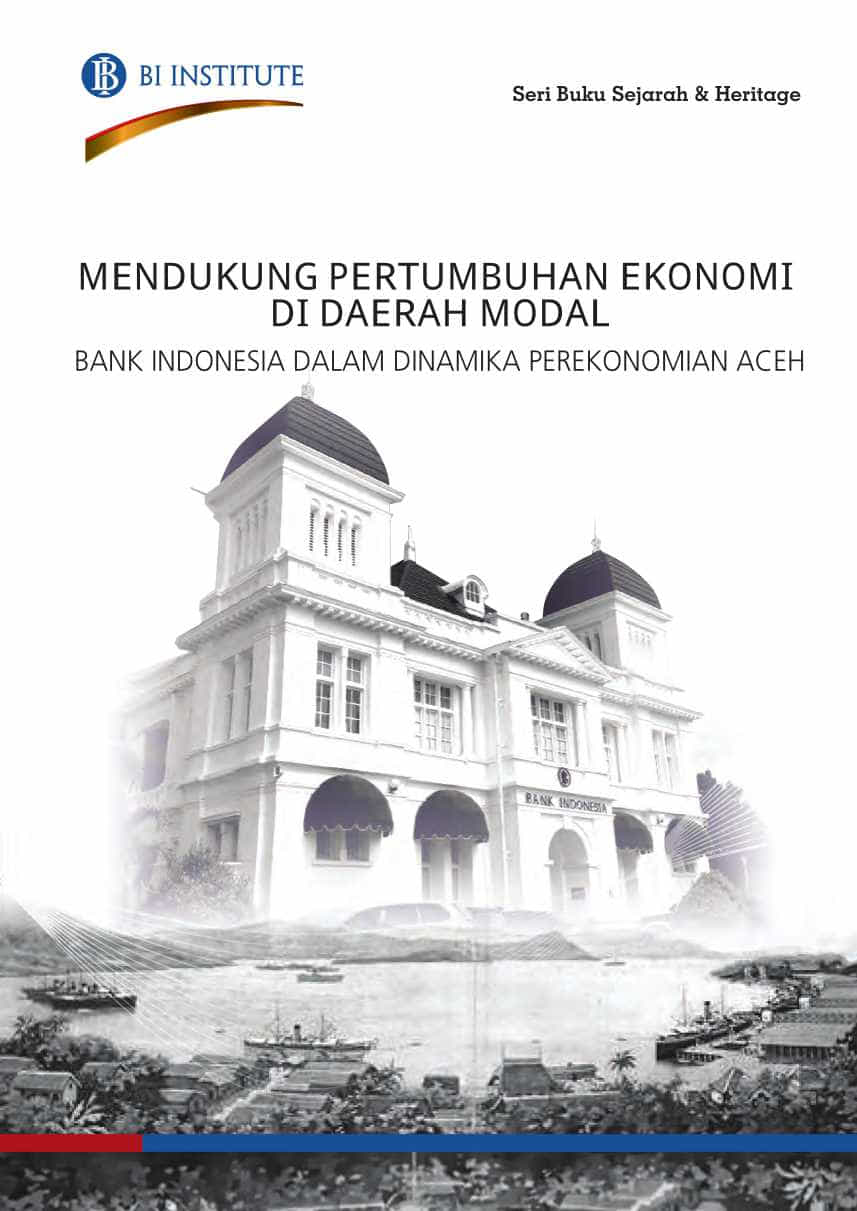 BI INSTITUTE
Seri Buku Sejarah & Heritage
MENDUKUNG PERTUMBUHAN EKONOMI
DI DAERAH MODAL
BANK INDONESIA DALAM DINAMIKA PEREKONOMIAN ACEH
BANK INDONESIA